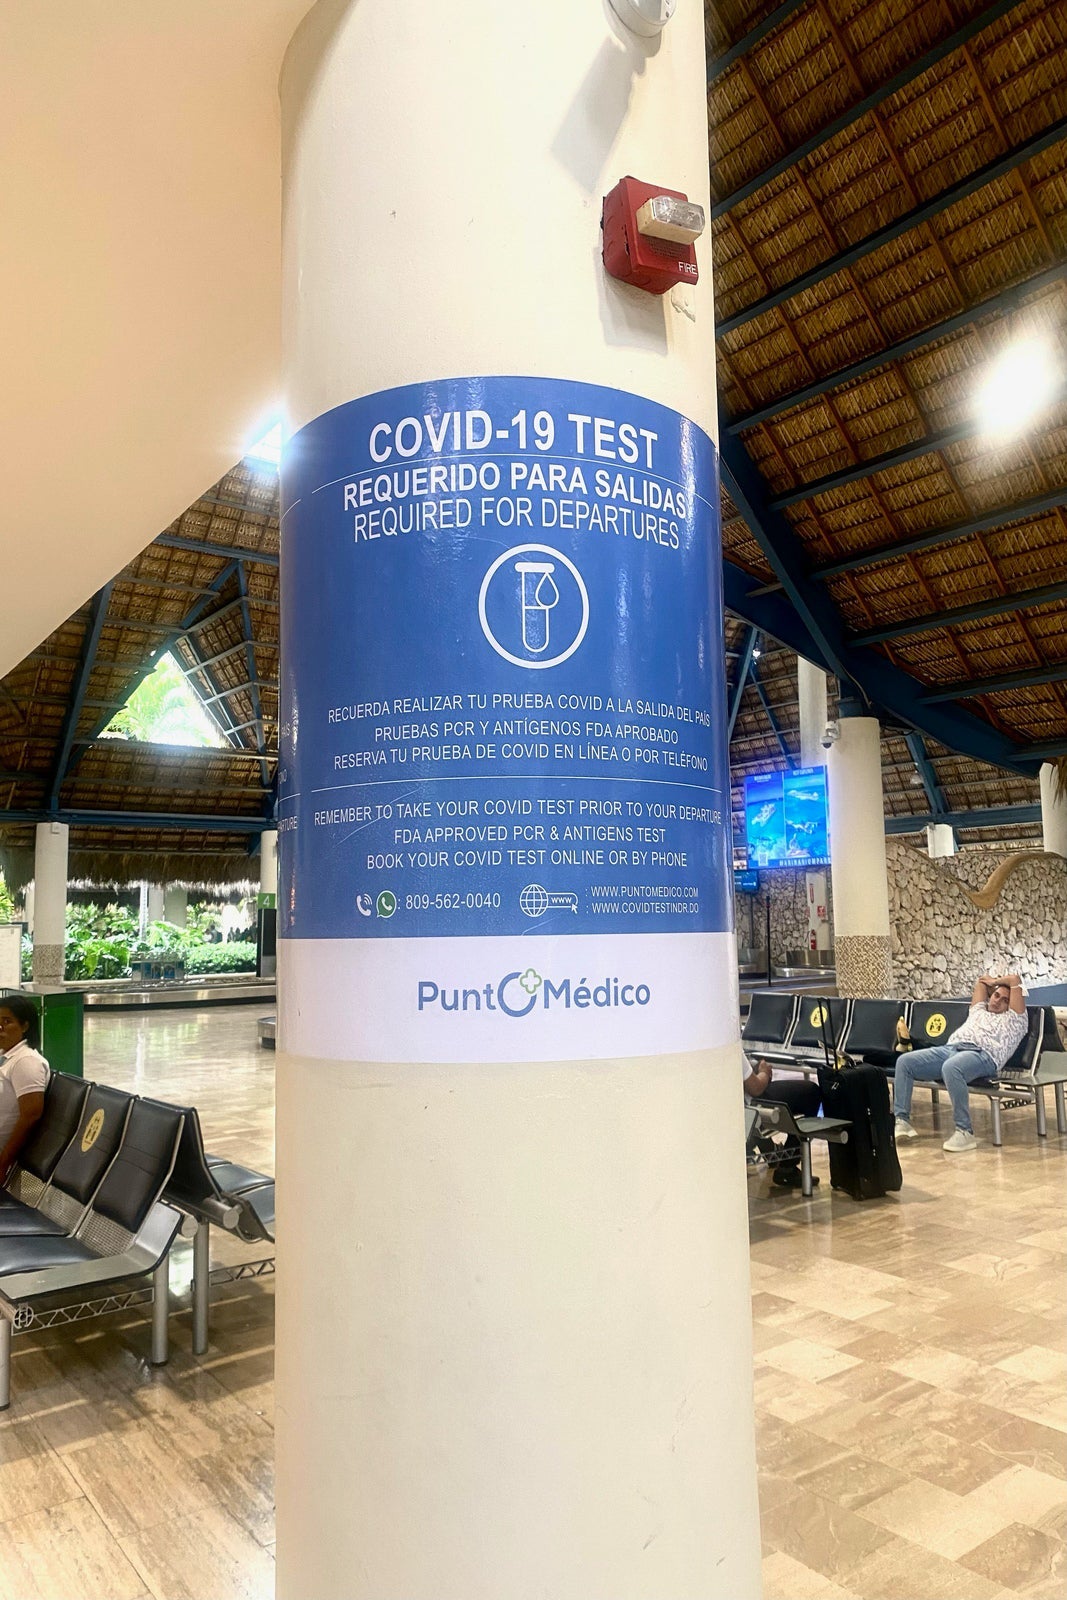 FIRE
COVID-19 TEST
REQUERIDO PARA SALIDAS
REQUIRED FOR DEPARTURES
RECUERDA REALIZAR TU PRUEBA COVID A LA SALIDA DEL PAÍS
PRUEBAS PCR Y ANTÍGENOS FDA APROBADO
RESERVA TU PRUEBA DE COVID EN LÍNEA O POR TELÉFONO
REMEMBER TO TAKE YOUR COVID TEST PRIOR TO YOUR DEPARTURE
FDA APPROVED PCR & ANTIGENS TEST
BOOK YOUR COVID TEST ONLINE OR BY PHONE
: 809-562-0040
WWW
: WWW.PUNTOMEDICO.COM
: WWW.COVIDTESTINDR.DO
PuntoMédico
4